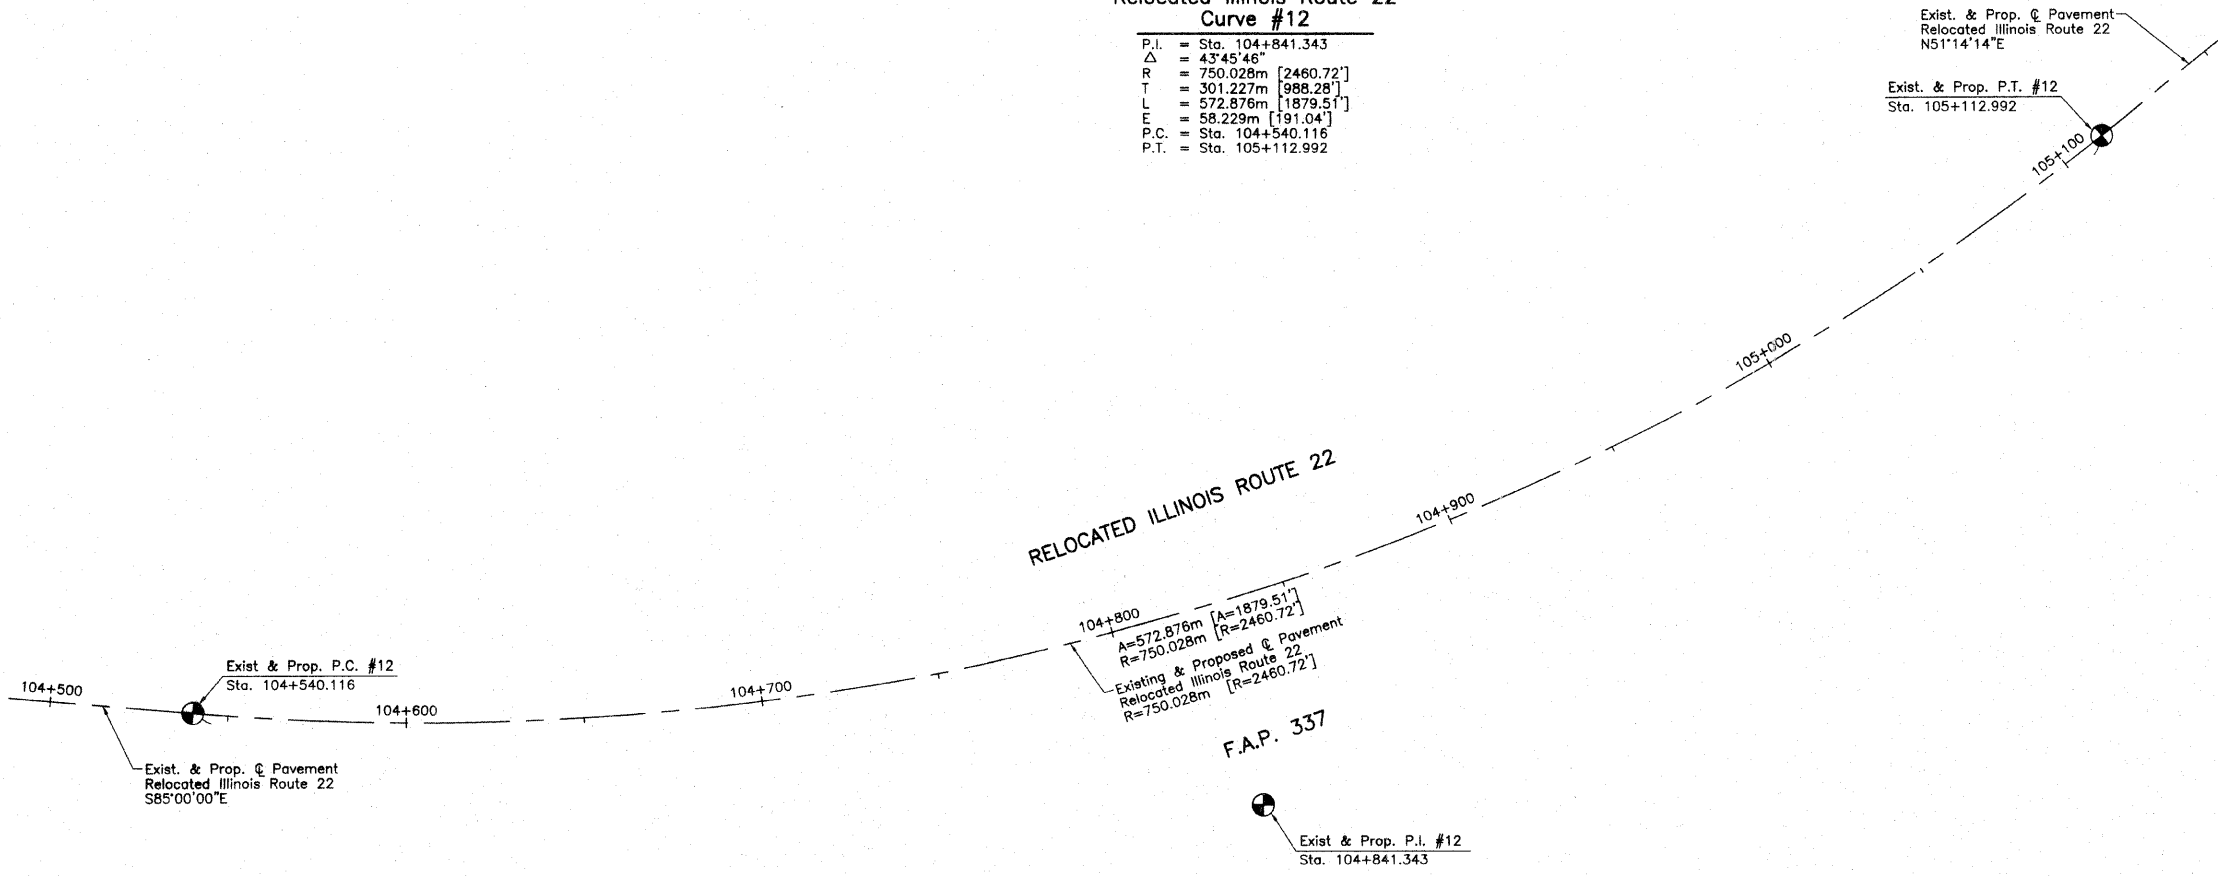 Relocated Illinois Route 22
Curve #12
P.I. = Sta. 104+841.343
Δ = 43°45'46"
R = 750.028m [2460.72']
T = 301.227m [988.28']
L = 572.876m [1879.51']
E = 58.229m [191.04']
P.C. = Sta. 104+540.116
P.T. = Sta. 105+112.992
Exist. & Prop. ℄ Pavement
Relocated Illinois Route 22
N51°14'14"E
Exist. & Prop. P.T. #12
Sta. 105+112.992
105+100
105+000
104+900
RELOCATED ILLINOIS ROUTE 22
104+800
A=572.876m [A=1879.51']
R=750.028m [R=2460.72']
Existing & Proposed ℄ Pavement
Relocated Illinois Route 22
R=750.028m [R=2460.72']
F.A.P. 337
104+700
104+600
Exist & Prop. P.C. #12
Sta. 104+540.116
104+500
Exist. & Prop. ℄ Pavement
Relocated Illinois Route 22
S85°00'00"E
Exist & Prop. P.I. #12
Sta. 104+841.343